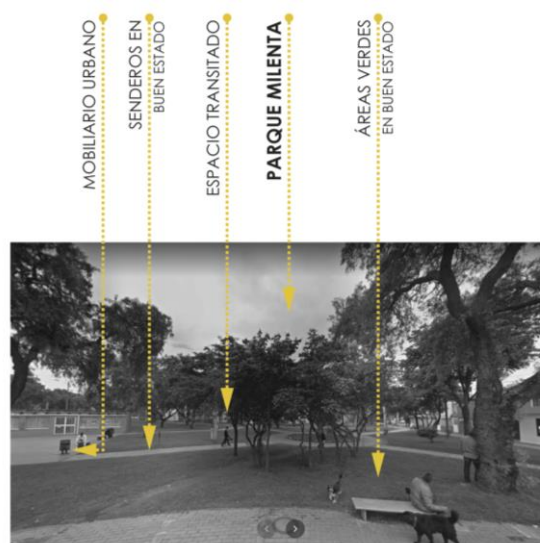 MOBILIARIO URBANO
SENDEROS EN
BUEN ESTADO
ESPACIO TRANSITADO
PARQUE MILENTA
ÁREAS VERDES
EN BUEN ESTADO